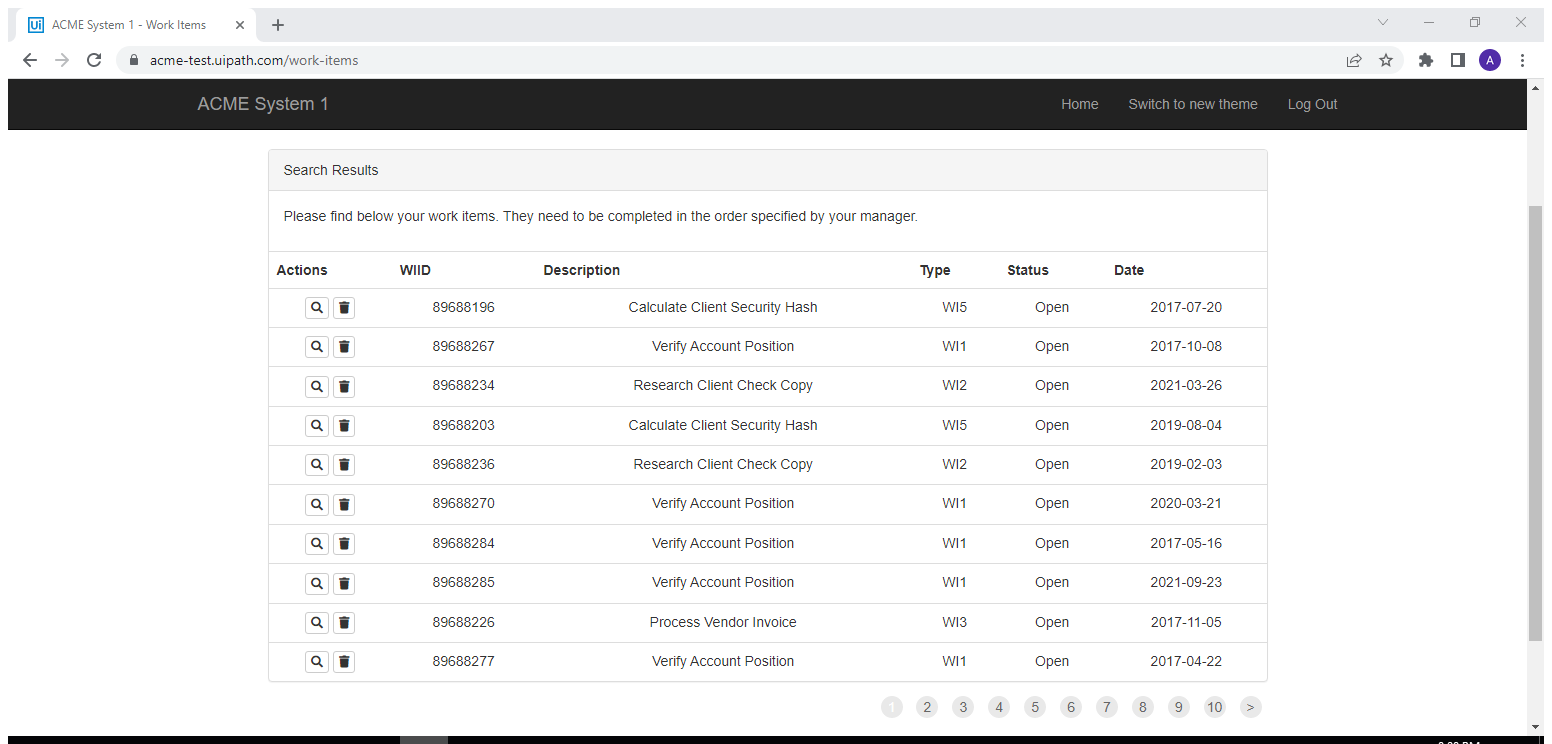 Ui ACME System 1 - Work Items
acme-test.uipath.com/work-items
A
ACME System 1 Home Switch to new theme Log Out
Search Results
Please find below your work items. They need to be completed in the order specified by your manager.
Actions WIID Description Type Status Date
89688196 Calculate Client Security Hash WI5 Open 2017-07-20
89688267 Verify Account Position WI1 Open 2017-10-08
89688234 Research Client Check Copy WI2 Open 2021-03-26
89688203 Calculate Client Security Hash WI5 Open 2019-08-04
89688236 Research Client Check Copy WI2 Open 2019-02-03
89688270 Verify Account Position WI1 Open 2020-03-21
89688284 Verify Account Position WI1 Open 2017-05-16
89688285 Verify Account Position WI1 Open 2021-09-23
89688226 Process Vendor Invoice WI3 Open 2017-11-05
89688277 Verify Account Position WI1 Open 2017-04-22
1 2 3 4 5 6 7 8 9 10 >